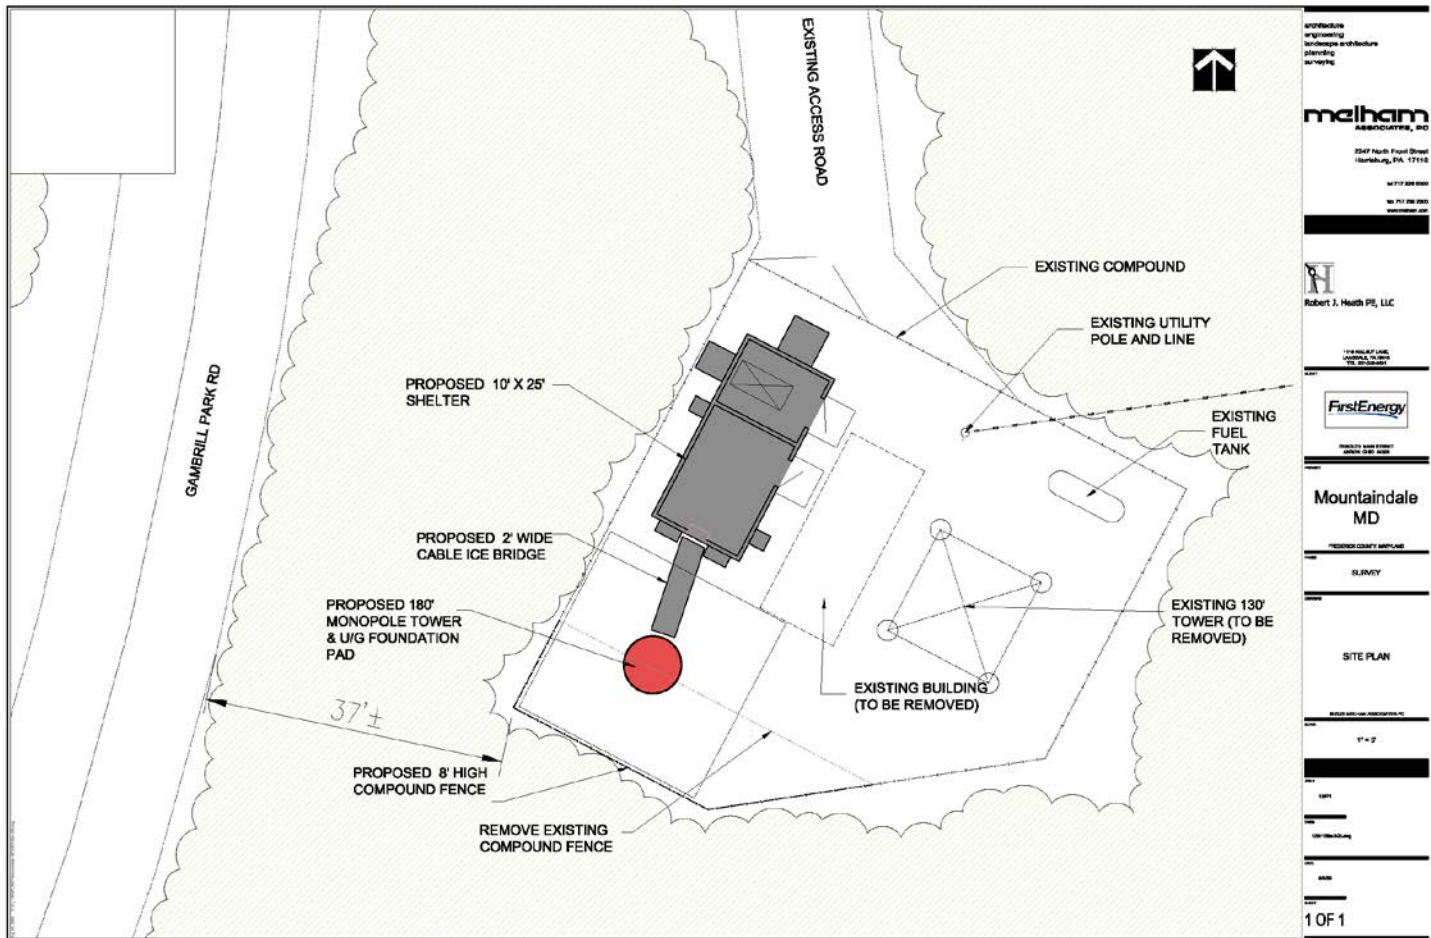 EXISTING ACCESS ROAD
GAMBRILL PARK RD
EXISTING COMPOUND
EXISTING UTILITY
POLE AND LINE
EXISTING
FUEL
TANK
PROPOSED 10' X 25'
SHELTER
PROPOSED 2' WIDE
CABLE ICE BRIDGE
PROPOSED 180'
MONOPOLE TOWER
& U/G FOUNDATION
PAD
EXISTING 130'
TOWER (TO BE
REMOVED)
EXISTING BUILDING
(TO BE REMOVED)
37'±
PROPOSED 8' HIGH
COMPOUND FENCE
REMOVE EXISTING
COMPOUND FENCE
architecture
engineering
landscape architecture
planning
surveying
melham
ASSOCIATES, PC
2247 North Front Street
Harrisburg, PA 17110
H
Robert J. Heath PE, LLC
FirstEnergy
Mountaindale
MD
FREDERICK COUNTY, MARYLAND
SURVEY
SITE PLAN
1 OF 1